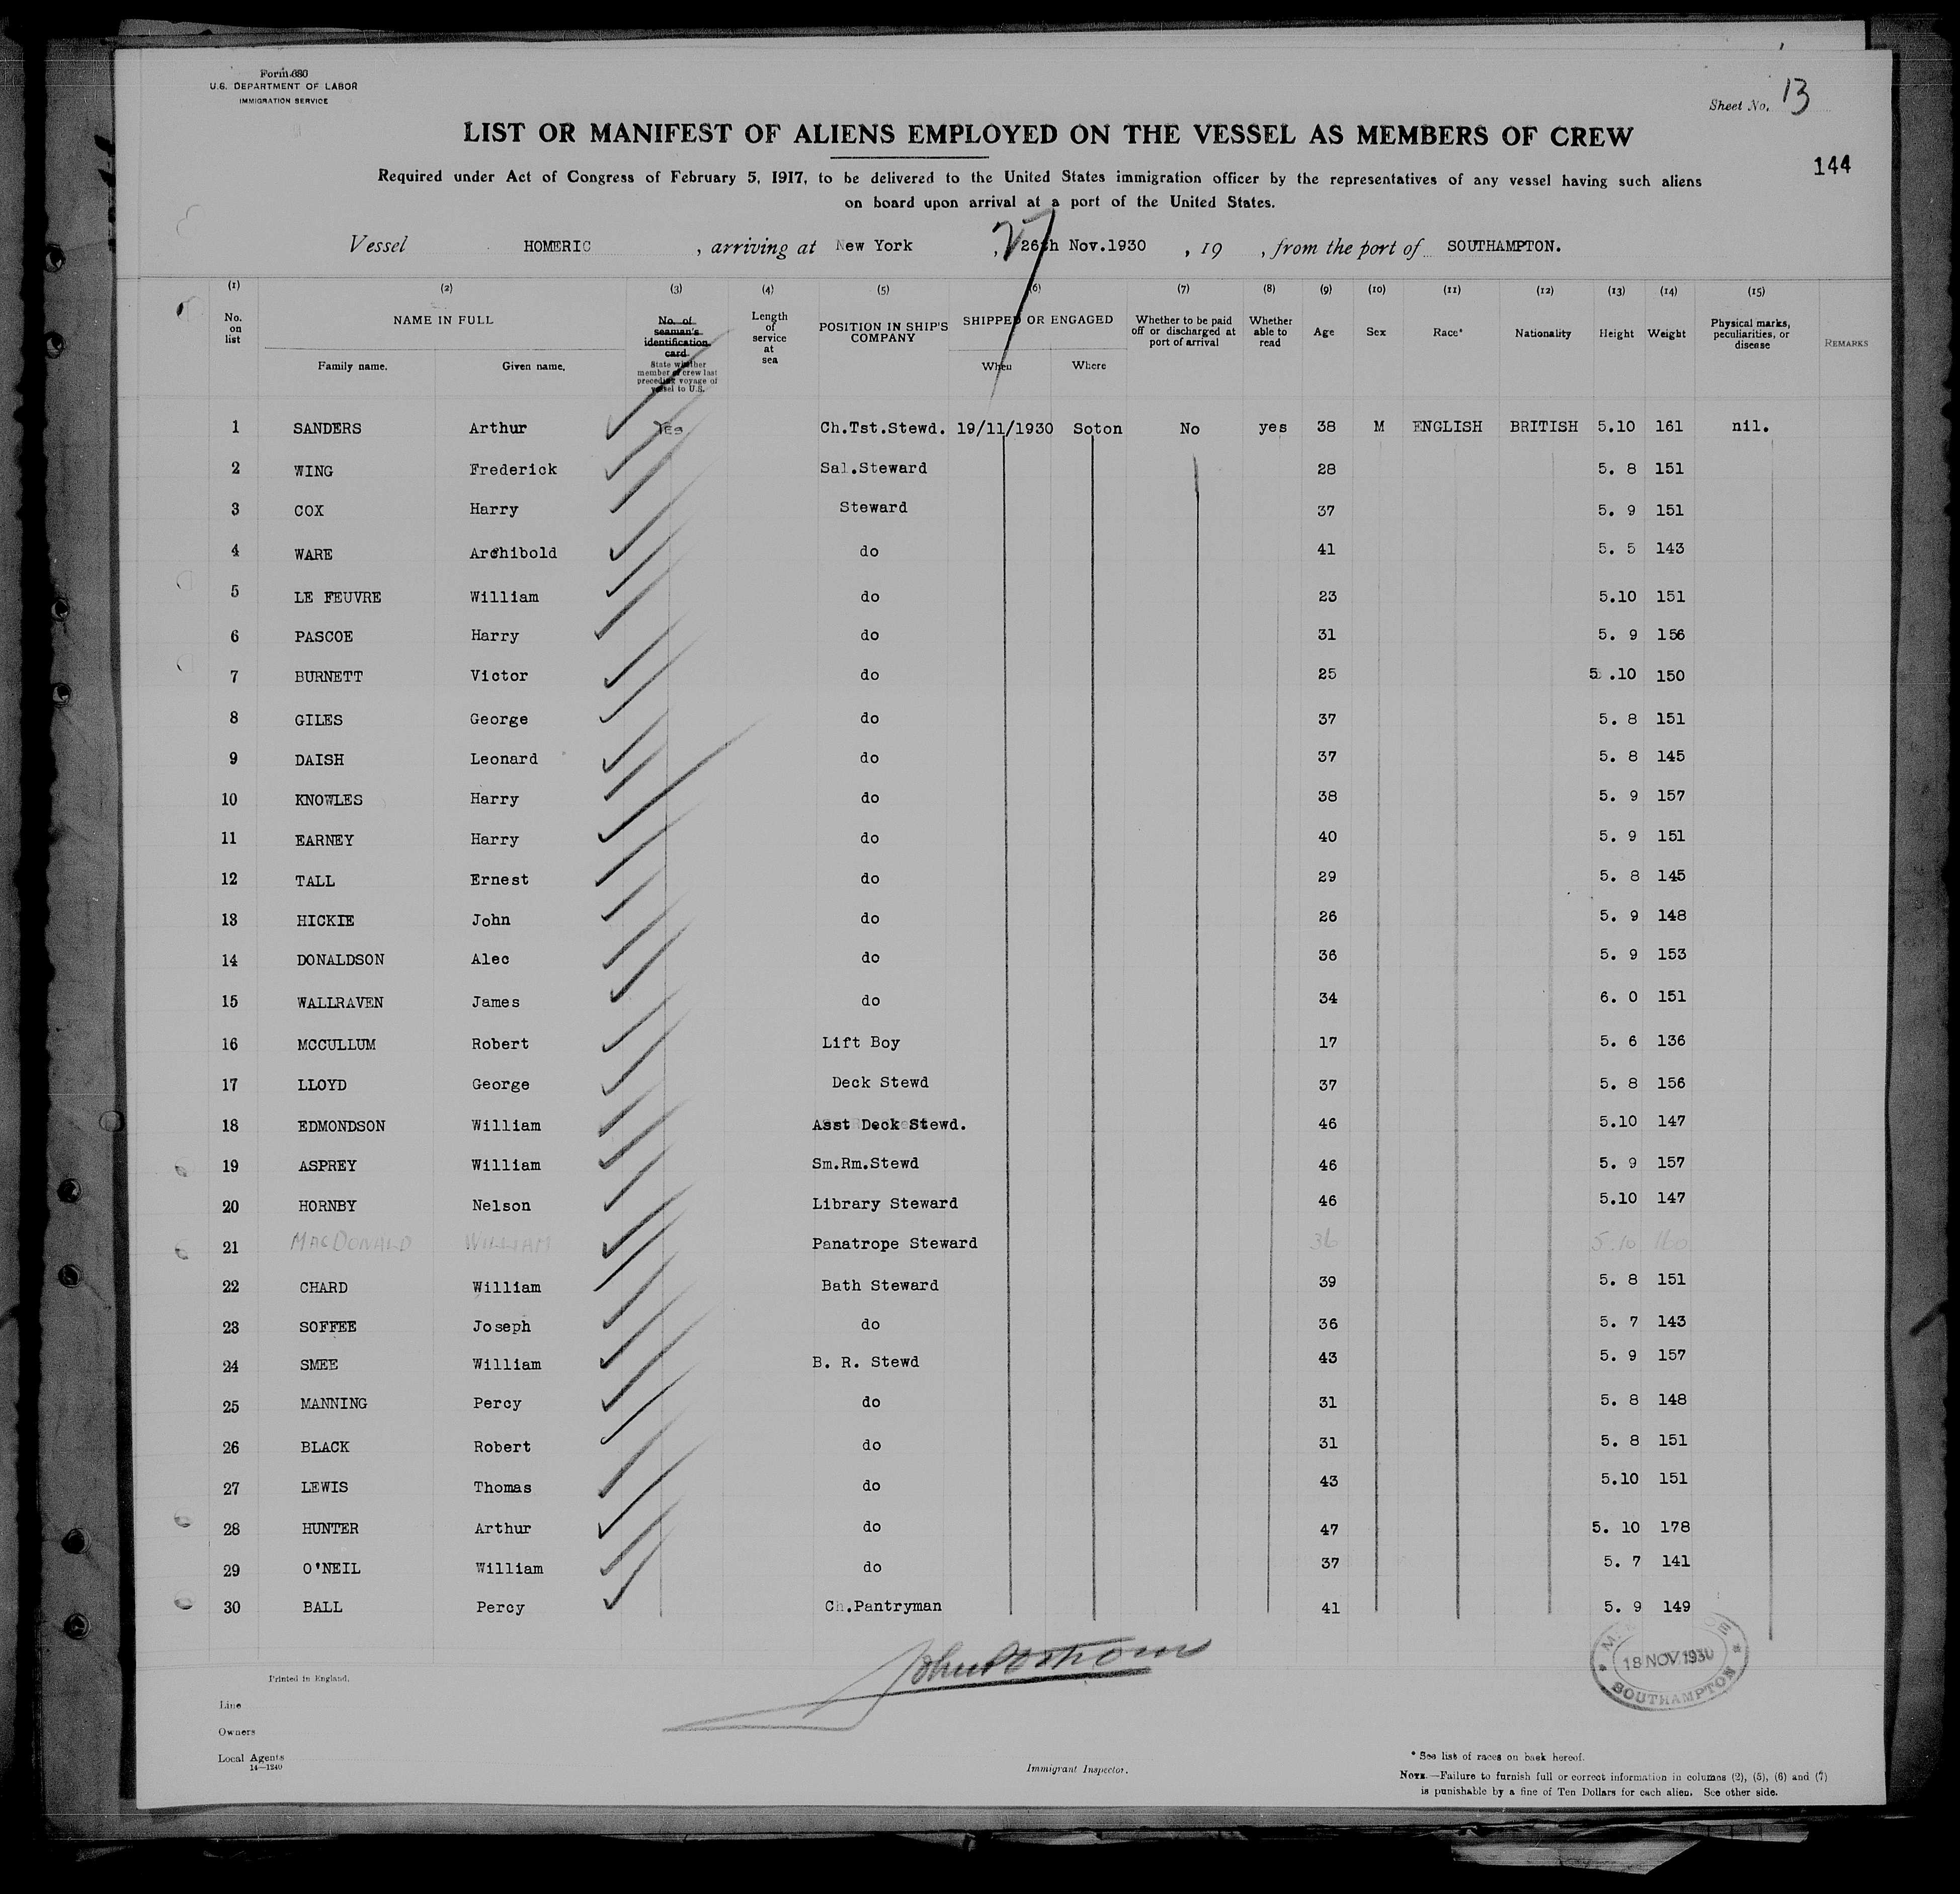 Form 680
U.S. DEPARTMENT OF LABOR
IMMIGRATION SERVICE
Sheet No. 13
LIST OR MANIFEST OF ALIENS EMPLOYED ON THE VESSEL AS MEMBERS OF CREW
144
Required under Act of Congress of February 5, 1917, to be delivered to the United States immigration officer by the representatives of any vessel having such aliens
on board upon arrival at a port of the United States.
Vessel HOMERIC , arriving at New York , 26th Nov.1930 , 19 , from the port of SOUTHAMPTON.
(1) (2) (3) (4) (5) (6) (7) (8) (9) (10) (11) (12) (13) (14) (15)
No. on list NAME IN FULL Family name. Given name. No. of seaman's identification card State whether member of crew last preceding voyage of vessel to U.S. Length of service at sea POSITION IN SHIP'S COMPANY SHIPPED OR ENGAGED When Where Whether to be paid off or discharged at port of arrival Whether able to read Age Sex Race* Nationality Height Weight Physical marks, peculiarities, or disease REMARKS
1 SANDERS Arthur Yes Ch.Tst.Stewd. 19/11/1930 Soton No yes 38 M ENGLISH BRITISH 5.10 161 nil.
2 WING Frederick Sal.Steward 28 5. 8 151
3 COX Harry Steward 37 5. 9 151
4 WARE Archibold do 41 5. 5 143
5 LE FEUVRE William do 23 5.10 151
6 PASCOE Harry do 31 5. 9 156
7 BURNETT Victor do 25 5 .10 150
8 GILES George do 37 5. 8 151
9 DAISH Leonard do 37 5. 8 145
10 KNOWLES Harry do 38 5. 9 157
11 EARNEY Harry do 40 5. 9 151
12 TALL Ernest do 29 5. 8 145
13 HICKIE John do 26 5. 9 148
14 DONALDSON Alec do 36 5. 9 153
15 WALLRAVEN James do 34 6. 0 151
16 MCCULLUM Robert Lift Boy 17 5. 6 136
17 LLOYD George Deck Stewd 37 5. 8 156
18 EDMONDSON William Asst Deck Stewd. 46 5.10 147
19 ASPREY William Sm.Rm.Stewd 46 5. 9 157
20 HORNBY Nelson Library Steward 46 5.10 147
21 MACDONALD WILLIAM Panatrope Steward 36 5.10 160
22 CHARD William Bath Steward 39 5. 8 151
23 SOFFEE Joseph do 36 5. 7 143
24 SMEE William B. R. Stewd 43 5. 9 157
25 MANNING Percy do 31 5. 8 148
26 BLACK Robert do 31 5. 8 151
27 LEWIS Thomas do 43 5.10 151
28 HUNTER Arthur do 47 5. 10 178
29 O'NEIL William do 37 5. 7 141
30 BALL Percy Ch.Pantryman 41 5. 9 149
18 NOV 1930
SOUTHAMPTON
Printed in England.
Line
Owners
Local Agents
14—1240
Immigrant Inspector.
* See list of races on back hereof.
NOTE.—Failure to furnish full or correct information in columns (2), (5), (6) and (7)
is punishable by a fine of Ten Dollars for each alien. See other side.